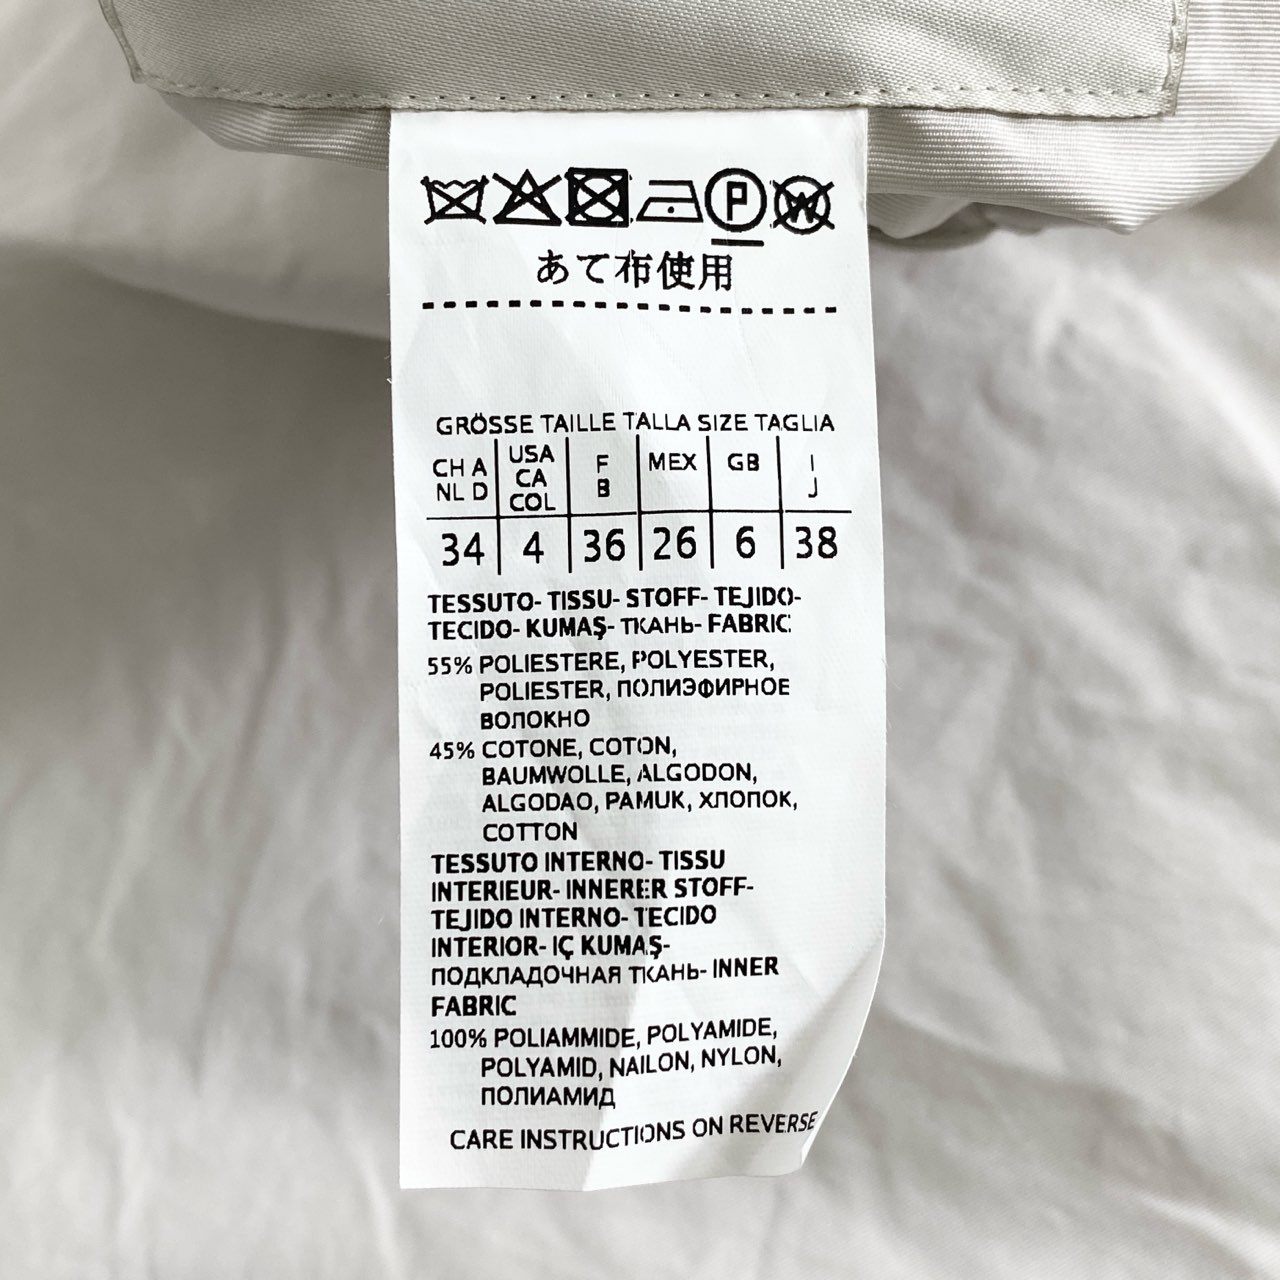 P W
あて布使用
GRÖSSE TAILLE TALLA SIZE TAGLIA
CH A NL D | USA CA COL | F B | MEX | GB | I J
34 | 4 | 36 | 26 | 6 | 38
TESSUTO- TISSU- STOFF- TEJIDO-
TECIDO- KUMAŞ- ТКАНЬ- FABRIC:
55% POLIESTERE, POLYESTER,
POLIESTER, ПОЛИЭФИРНОЕ
ВОЛОКНО
45% COTONE, COTON,
BAUMWOLLE, ALGODON,
ALGODAO, PAMUK, ХЛОПОК,
COTTON
TESSUTO INTERNO- TISSU
INTERIEUR- INNERER STOFF-
TEJIDO INTERNO- TECIDO
INTERIOR- IÇ KUMAŞ-
ПОДКЛАДОЧНАЯ ТКАНЬ- INNER
FABRIC
100% POLIAMMIDE, POLYAMIDE,
POLYAMID, NAILON, NYLON,
ПОЛИАМИД
CARE INSTRUCTIONS ON REVERSE